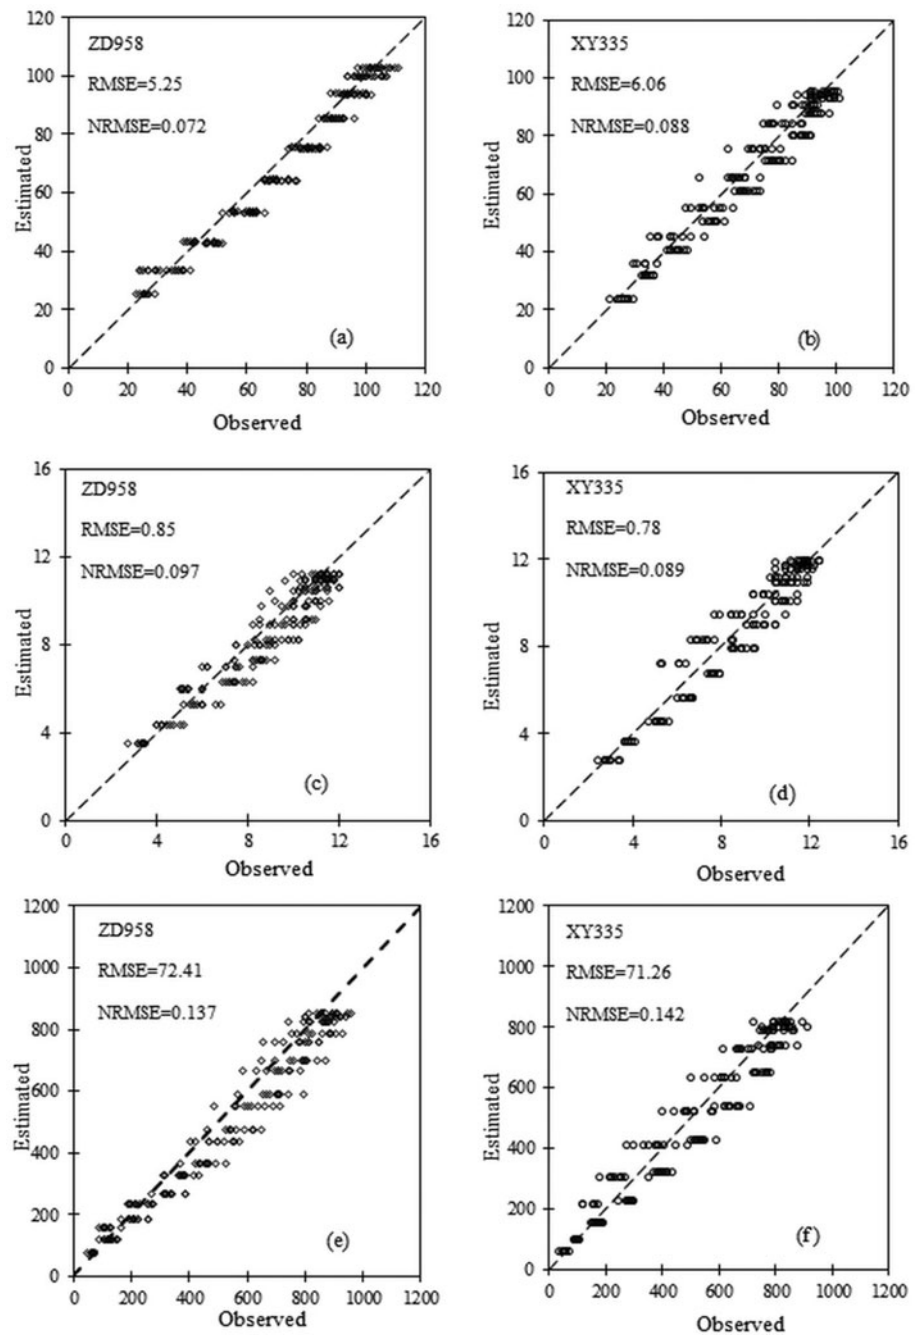 120
100
80
60
40
20
0
Estimated
ZD958
RMSE=5.25
NRMSE=0.072
(a)
0 20 40 60 80 100 120
Observed
120
100
80
60
40
20
0
Estimated
XY335
RMSE=6.06
NRMSE=0.088
(b)
0 20 40 60 80 100 120
Observed
16
12
8
4
0
Estimated
ZD958
RMSE=0.85
NRMSE=0.097
(c)
0 4 8 12 16
Observed
16
12
8
4
0
Estimated
XY335
RMSE=0.78
NRMSE=0.089
(d)
0 4 8 12 16
Observed
1200
1000
800
600
400
200
0
Estimated
ZD958
RMSE=72.41
NRMSE=0.137
(e)
0 200 400 600 800 1000 1200
Observed
1200
1000
800
600
400
200
0
Estimated
XY335
RMSE=71.26
NRMSE=0.142
(f)
0 200 400 600 800 1000 1200
Observed